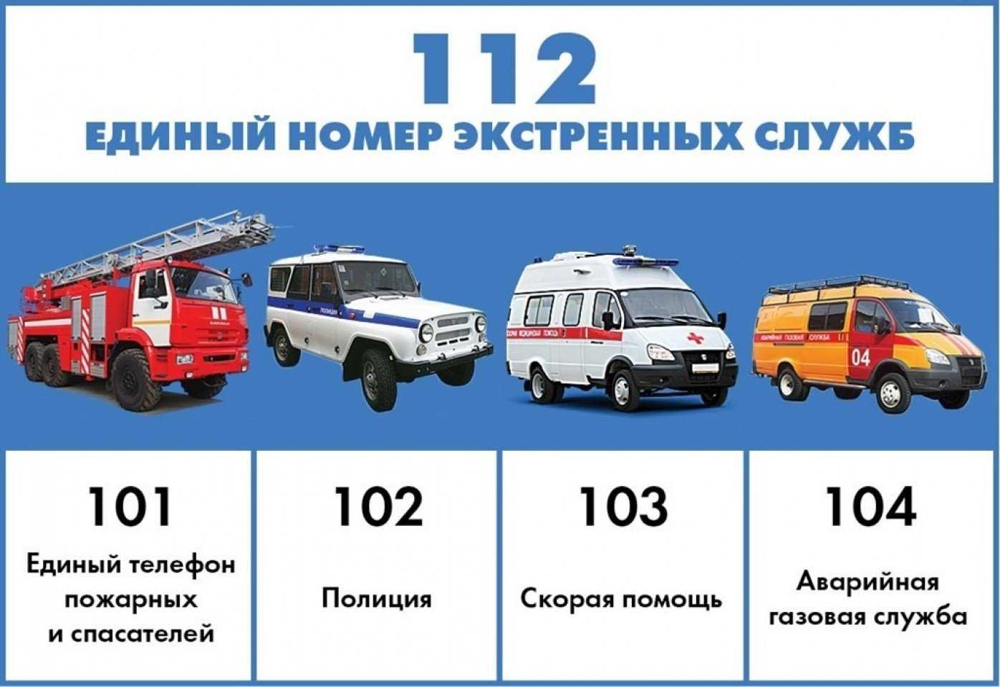 112
ЕДИНЫЙ НОМЕР ЭКСТРЕННЫХ СЛУЖБ
ПОЛИЦИЯ
СКОРАЯ МЕДИЦИНСКАЯ ПОМОЩЬ
АВАРИЙНАЯ ГАЗОВАЯ СЛУЖБА
04
101
Единый телефон
пожарных
и спасателей
102
Полиция
103
Скорая помощь
104
Аварийная
газовая служба